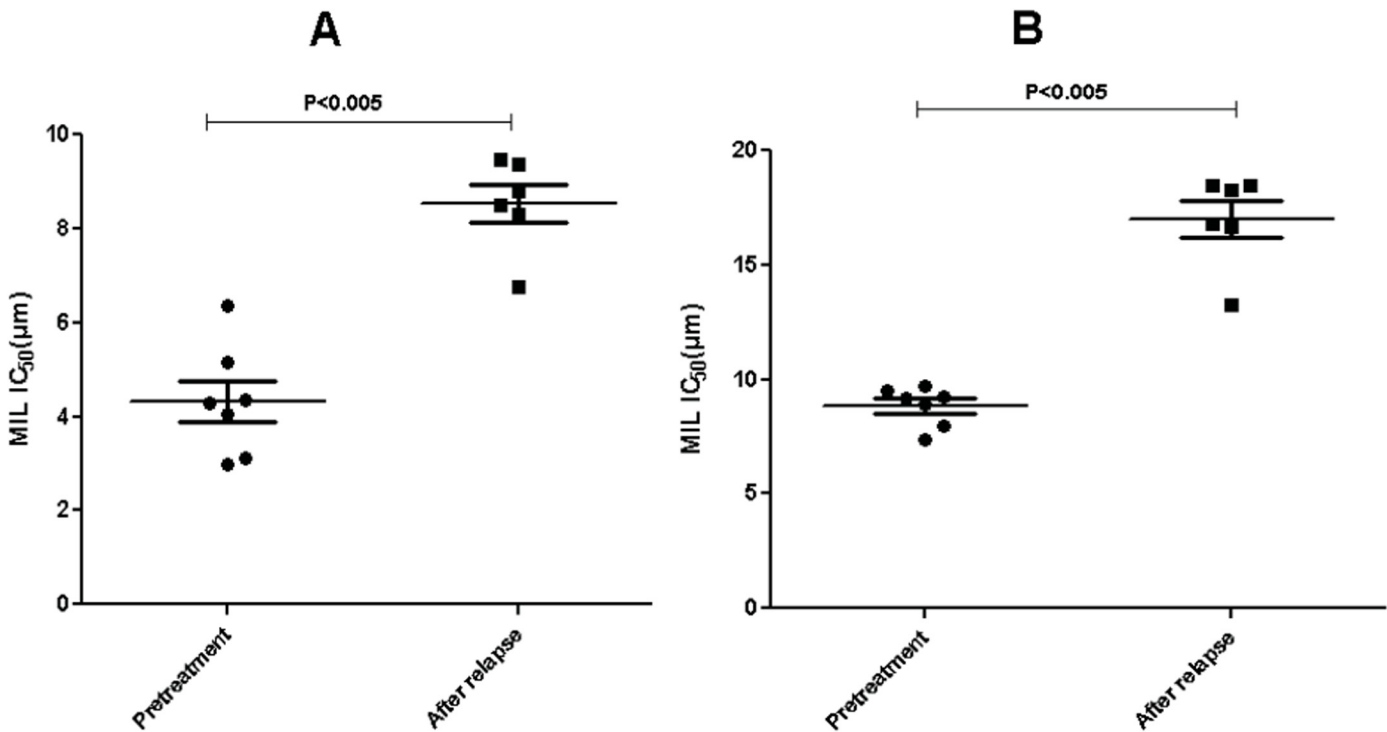 A
P<0.005
10
8
6
4
2
0
MIL IC50(µm)
Pretreatment
After relapse
B
P<0.005
20
15
10
5
0
MIL IC50(µm)
Pretreatment
After relapse